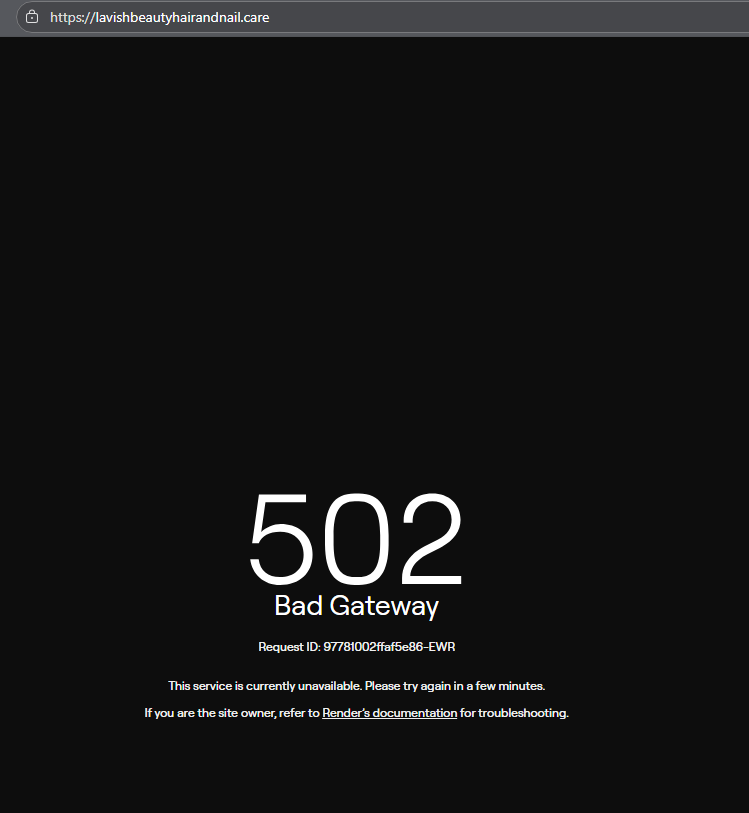 https://lavishbeautyhairandnail.care
502
Bad Gateway
Request ID: 97781002ffaf5e86-EWR
This service is currently unavailable. Please try again in a few minutes.
If you are the site owner, refer to Render's documentation for troubleshooting.